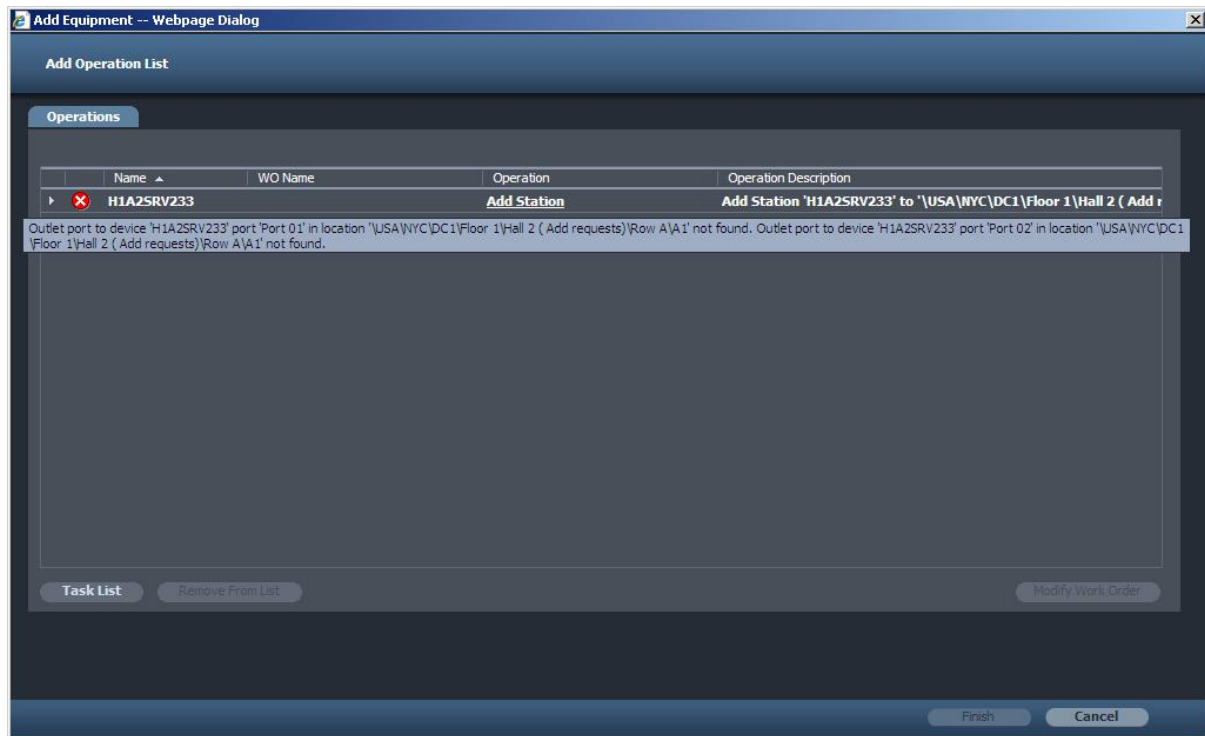 Add Equipment -- Webpage Dialog
Add Operation List
Operations
Name WO Name Operation Operation Description
H1A2SRV233 Add Station Add Station 'H1A2SRV233' to '\USA\NYC\DC1\Floor 1\Hall 2 ( Add r
Outlet port to device 'H1A2SRV233' port 'Port 01' in location '\USA\NYC\DC1\Floor 1\Hall 2 ( Add requests)\Row A\A1' not found. Outlet port to device 'H1A2SRV233' port 'Port 02' in location '\USA\NYC\DC1
\Floor 1\Hall 2 ( Add requests)\Row A\A1' not found.
Task List Remove From List Modify Work Order
Finish Cancel